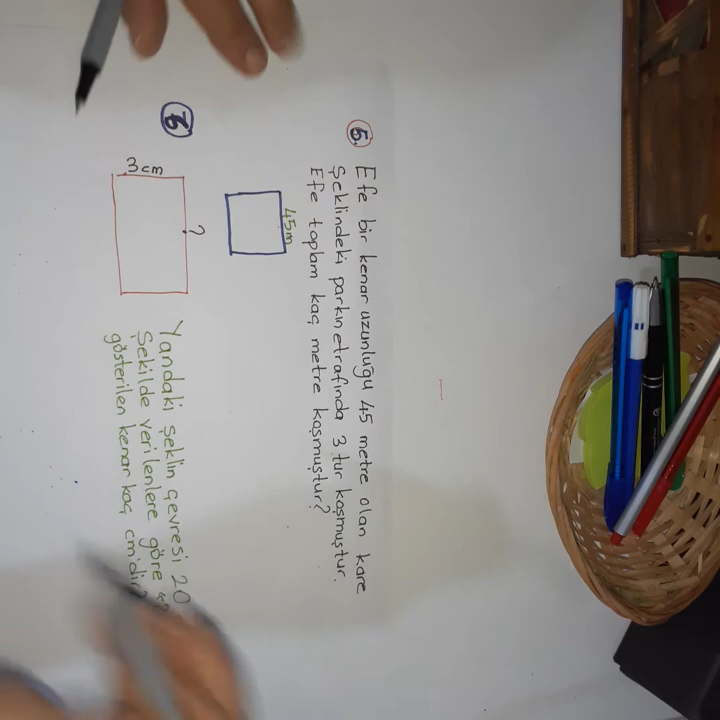 5.
Efe bir kenar uzunluğu 45 metre olan kare
şeklindeki parkın etrafında 3 tur koşmuştur.
Efe toplam kaç metre koşmuştur?
45m
6
3cm
?
Yandaki şeklin çevresi 20
şekilde verilenlere göre
gösterilen kenar kaç cm'dir?